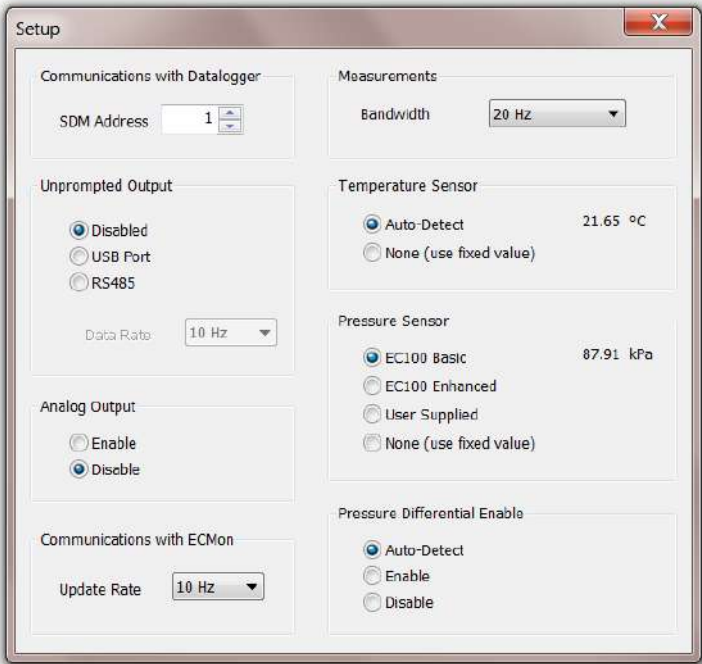 Setup
X
Communications with Datalogger
SDM Address 1
Unprompted Output
Disabled
USB Port
RS485
Data Rate 10 Hz
Analog Output
Enable
Disable
Communications with ECMon
Update Rate 10 Hz
Measurements
Bandwidth 20 Hz
Temperature Sensor
Auto-Detect 21.65 ºC
None (use fixed value)
Pressure Sensor
EC100 Basic 87.91 kPa
EC100 Enhanced
User Supplied
None (use fixed value)
Pressure Differential Enable
Auto-Detect
Enable
Disable